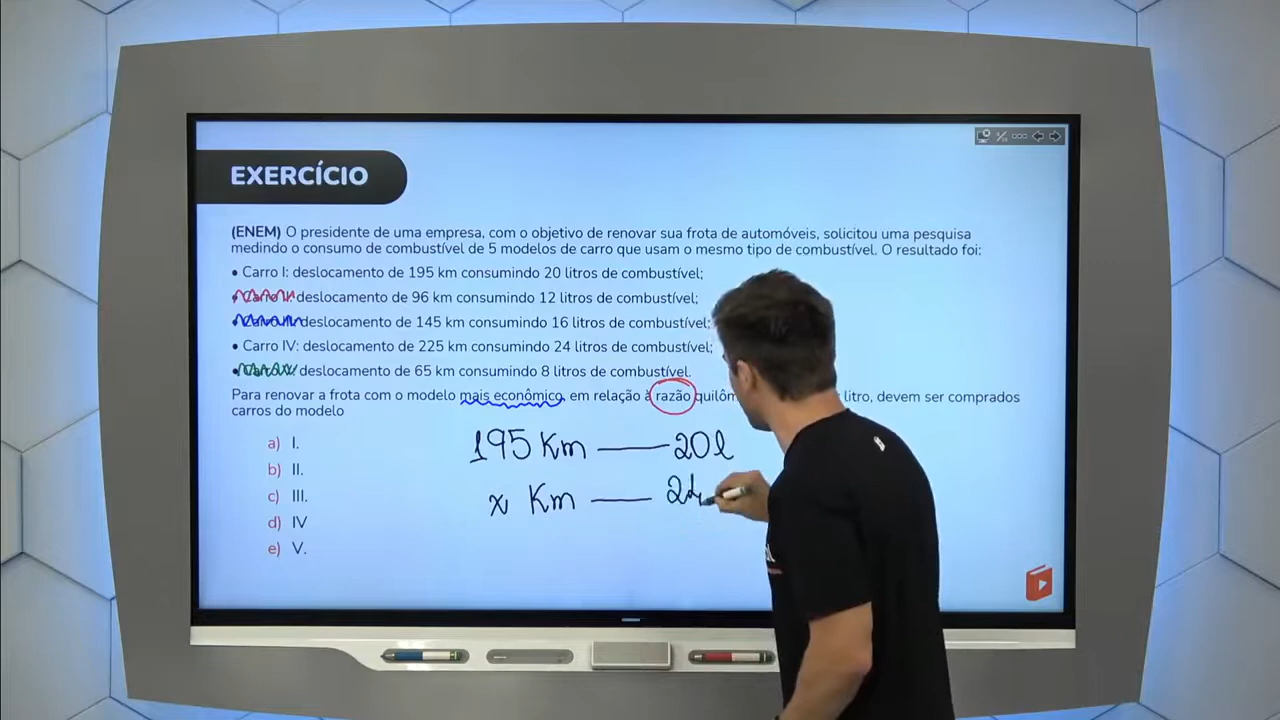 EXERCÍCIO
(ENEM) O presidente de uma empresa, com o objetivo de renovar sua frota de automóveis, solicitou uma pesquisa
medindo o consumo de combustível de 5 modelos de carro que usam o mesmo tipo de combustível. O resultado foi:
• Carro I: deslocamento de 195 km consumindo 20 litros de combustível;
deslocamento de 96 km consumindo 12 litros de combustível;
deslocamento de 145 km consumindo 16 litros de combustível;
• Carro IV: deslocamento de 225 km consumindo 24 litros de combustível;
deslocamento de 65 km consumindo 8 litros de combustível.
Para renovar a frota com o modelo mais econômico, em relação à razão litro, devem ser comprados
carros do modelo
a) I.
b) II.
c) III.
d) IV
e) V.
195 Km — 20l
x Km — 24